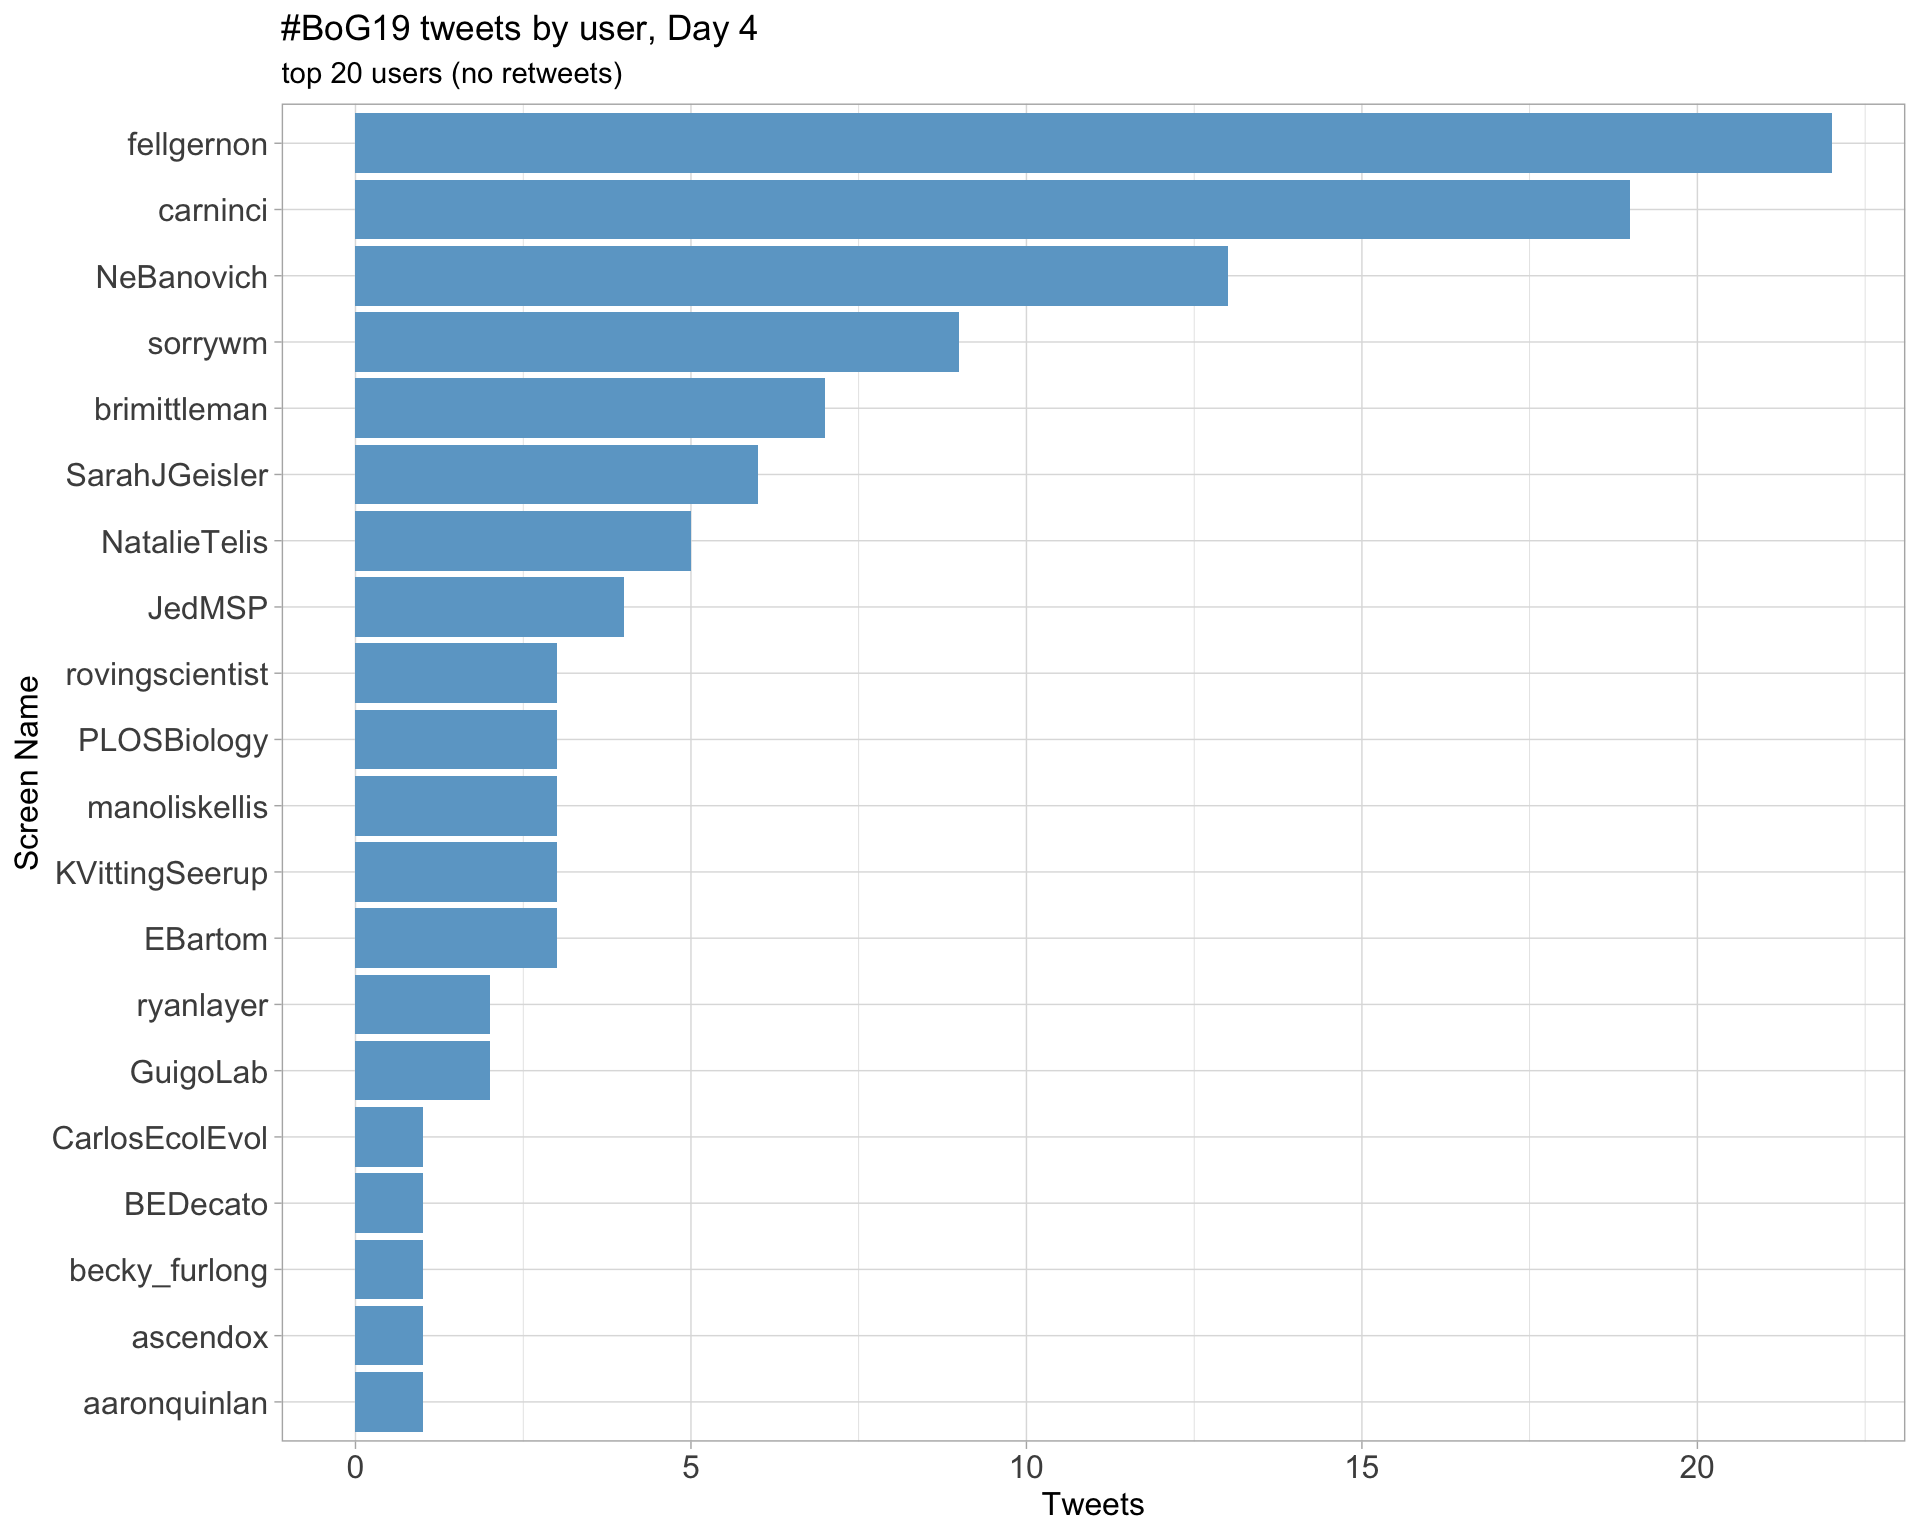 #BoG19 tweets by user, Day 4
top 20 users (no retweets)
fellgernon
carninci
NeBanovich
sorrywm
brimittleman
SarahJGeisler
NatalieTelis
JedMSP
rovingscientist
PLOSBiology
manoliskellis
KVittingSeerup
EBartom
ryanlayer
GuigoLab
CarlosEcolEvol
BEDecato
becky_furlong
ascendox
aaronquinlan
Screen Name
0 5 10 15 20
Tweets